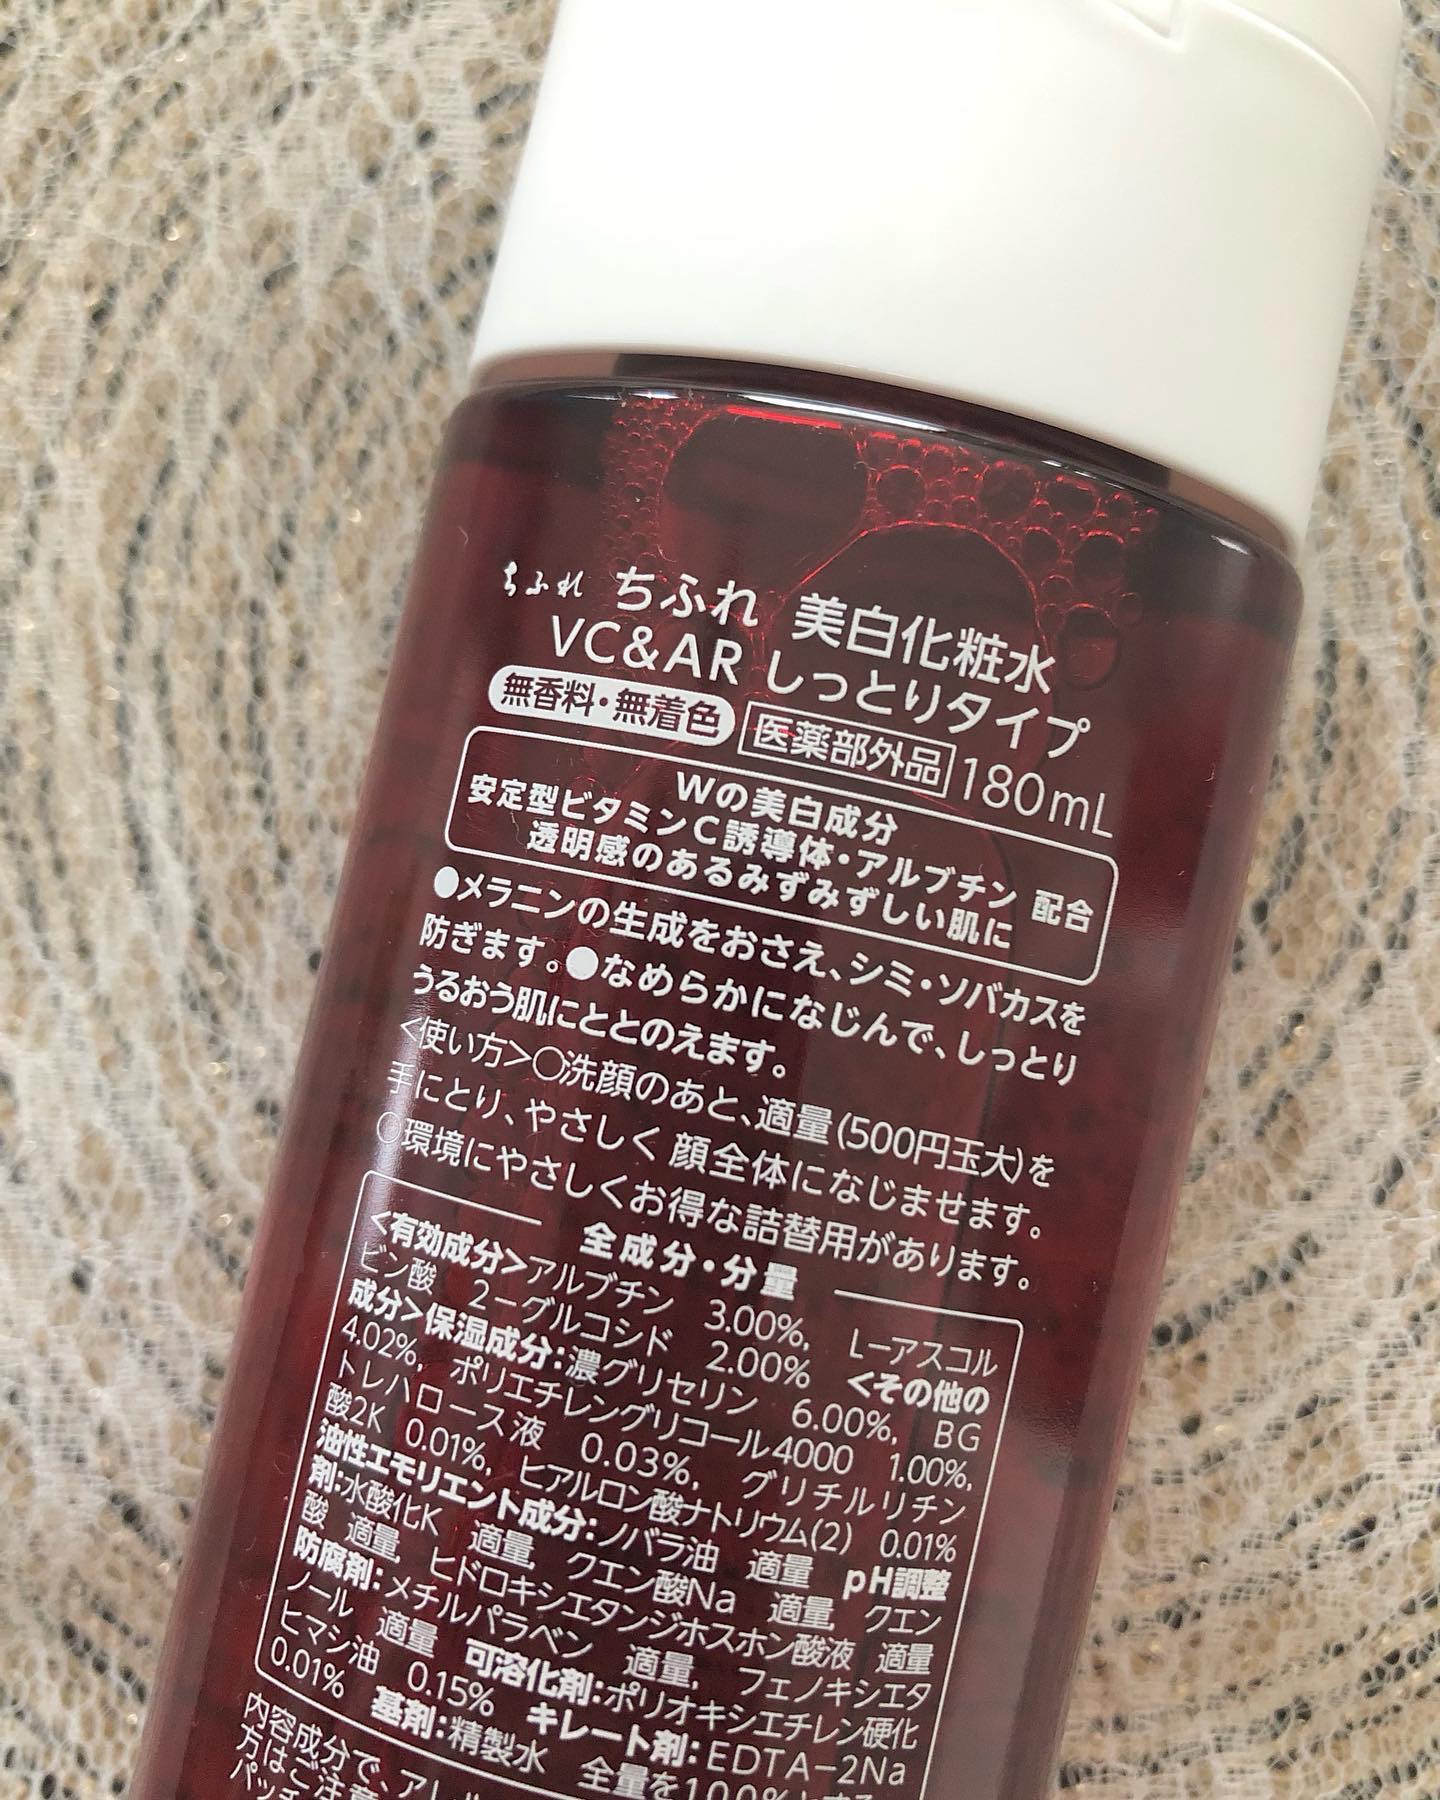 ちふれ ちふれ 美白化粧水
VC&AR しっとりタイプ
無香料・無着色 医薬部外品 180mL
Wの美白成分
安定型ビタミンC誘導体・アルブチン 配合
透明感のあるみずみずしい肌に
●メラニンの生成をおさえ、シミ・ソバカスを
防ぎます。●なめらかになじんで、しっとり
うるおう肌にととのえます。
<使い方>○洗顔のあと、適量(500円玉大)を
手にとり、やさしく 顔全体になじませます。
○環境にやさしくお得な詰替用があります。
全成分・分量
<有効成分>アルブチン 3.00%, L-アスコル
ビン酸 2-グルコシド 2.00% <その他の
成分>保湿成分:濃グリセリン 6.00%, BG
4.02%, ポリエチレングリコール4000 1.00%,
トレハロース液 0.03%, グリチルリチン
酸2K 0.01%, ヒアルロン酸ナトリウム(2) 0.01%
油性エモリエント成分:ノバラ油 適量 pH調整
剤:水酸化K 適量, クエン酸Na 適量, クエン
酸 適量, ヒドロキシエタンジホスホン酸液 適量
防腐剤:メチルパラベン 適量, フェノキシエタ
ノール 適量 可溶化剤:ポリオキシエチレン硬化
ヒマシ油 0.15% キレート剤:EDTA-2Na
0.01% 基剤:精製水 全量を100%とする
内容成分で、アレル
方はご注意
パッチ